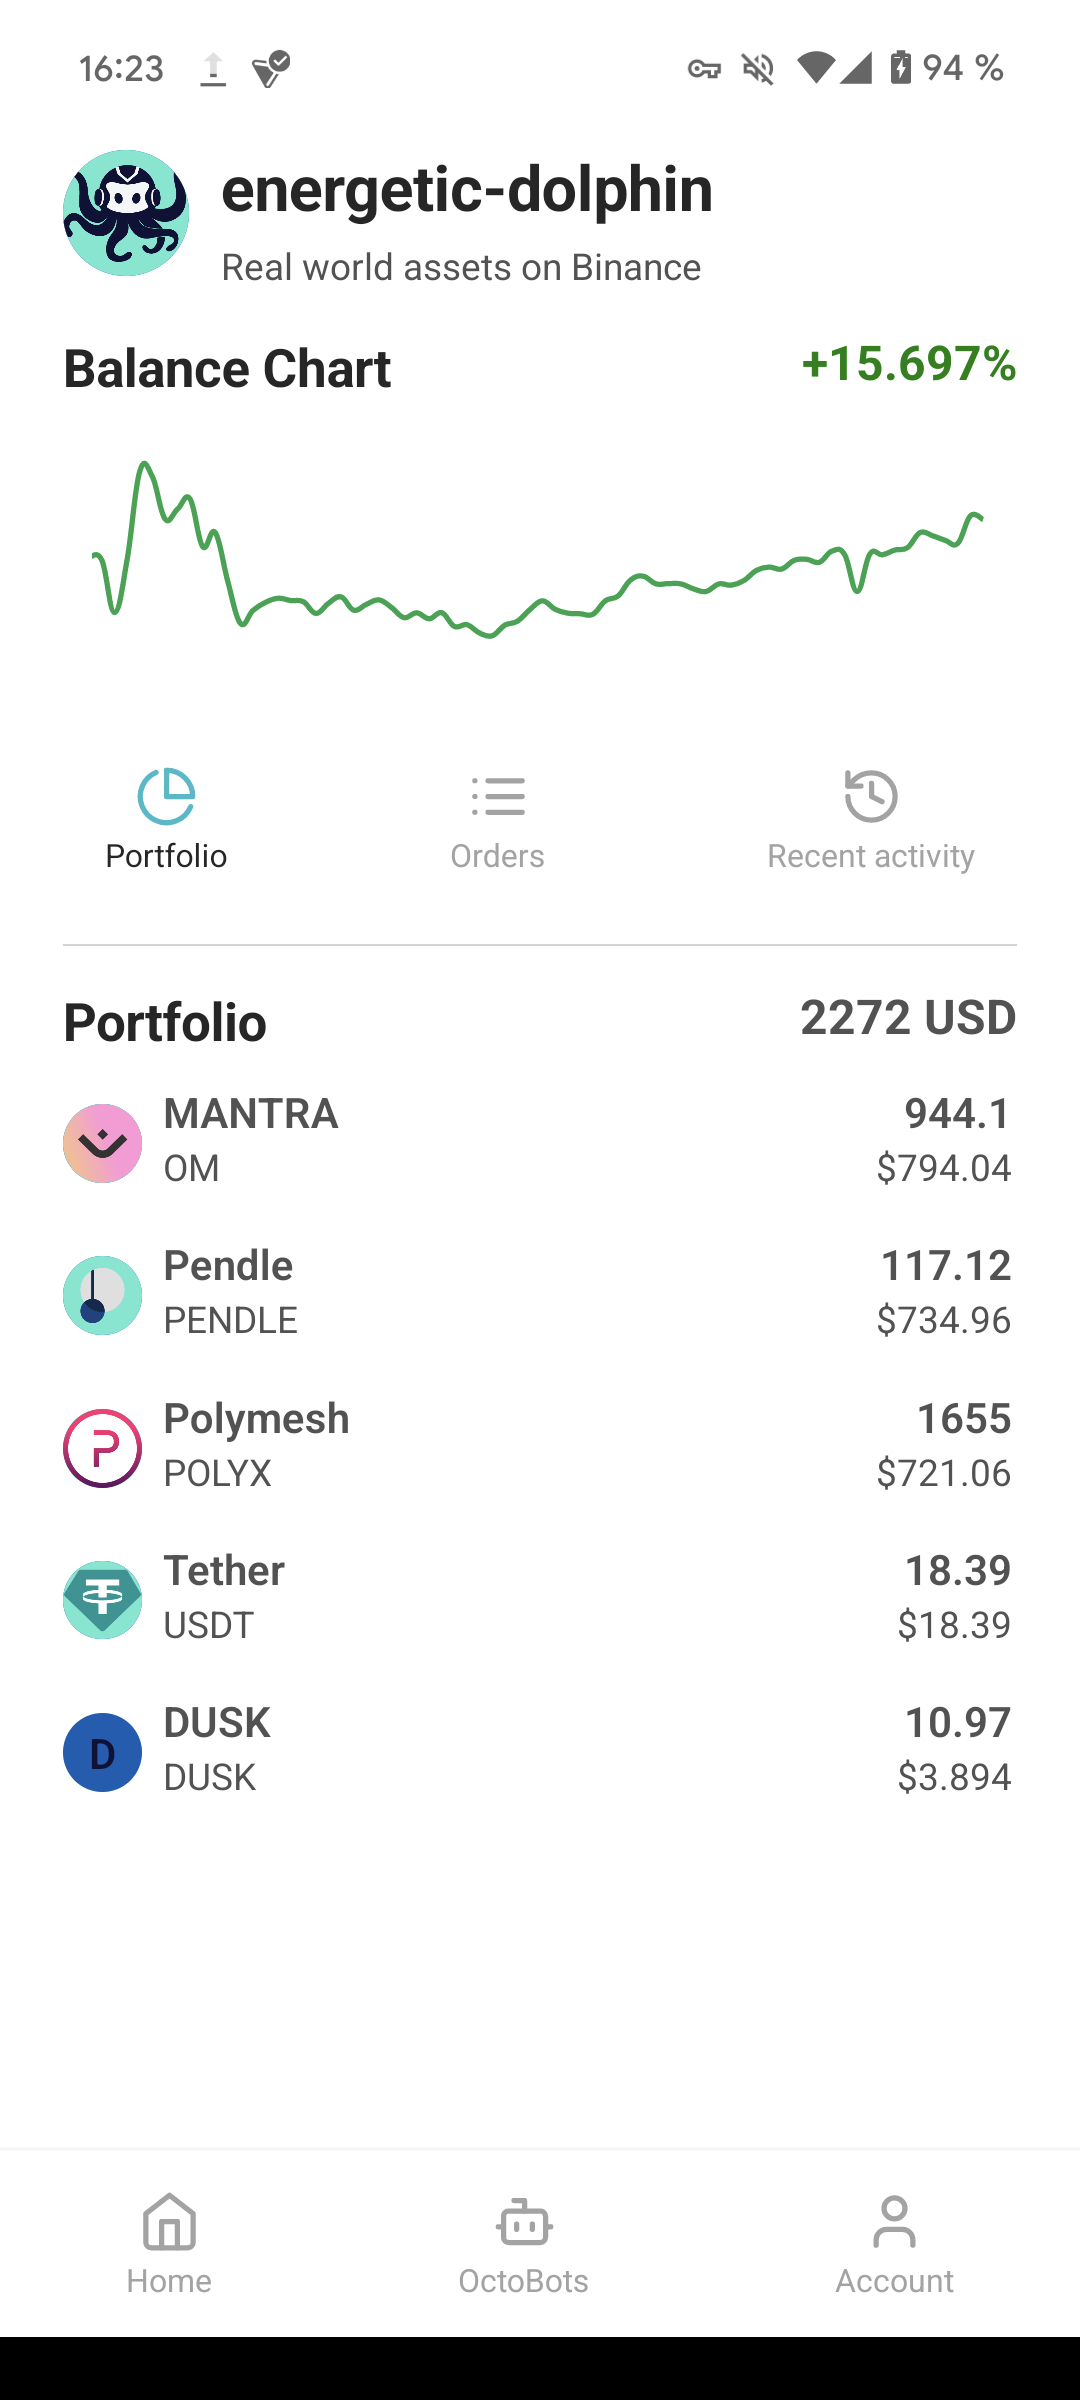 16:23
94 %
energetic-dolphin
Real world assets on Binance
Balance Chart
+15.697%
Portfolio
Orders
Recent activity
Portfolio
2272 USD
MANTRA
944.1
OM
$794.04
Pendle
117.12
PENDLE
$734.96
Polymesh
1655
POLYX
$721.06
Tether
18.39
USDT
$18.39
D
DUSK
10.97
DUSK
$3.894
Home
OctoBots
Account